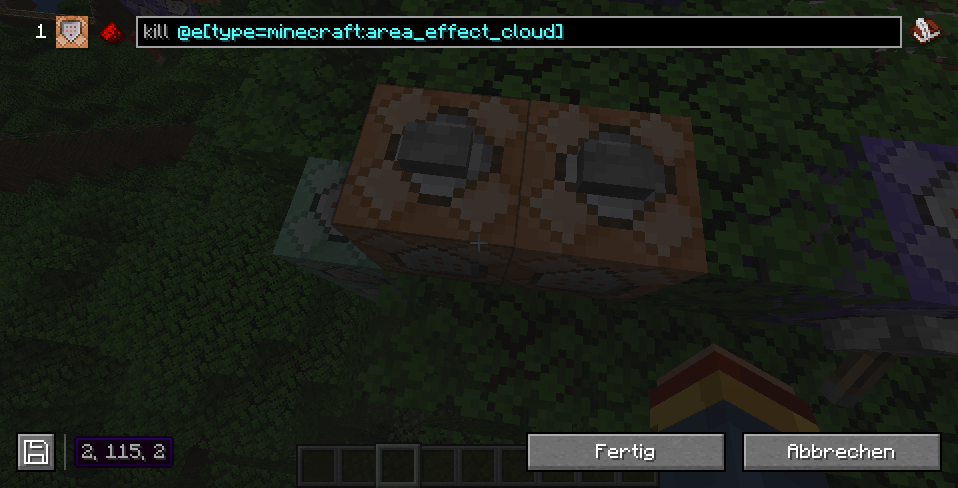 1 kill @e[type=minecraft:area_effect_cloud]
2, 115, 2 Fertig Abbrechen